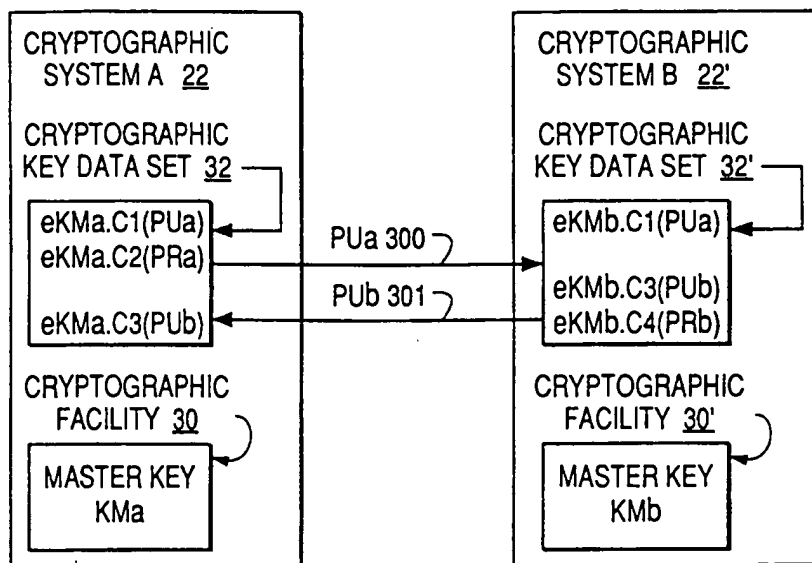 CRYPTOGRAPHIC
SYSTEM A 22
CRYPTOGRAPHIC
KEY DATA SET 32
eKMa.C1(PUa)
eKMa.C2(PRa)
eKMa.C3(PUb)
CRYPTOGRAPHIC
FACILITY 30
MASTER KEY
KMa
PUa 300
PUb 301
CRYPTOGRAPHIC
SYSTEM B 22'
CRYPTOGRAPHIC
KEY DATA SET 32'
eKMb.C1(PUa)
eKMb.C3(PUb)
eKMb.C4(PRb)
CRYPTOGRAPHIC
FACILITY 30'
MASTER KEY
KMb